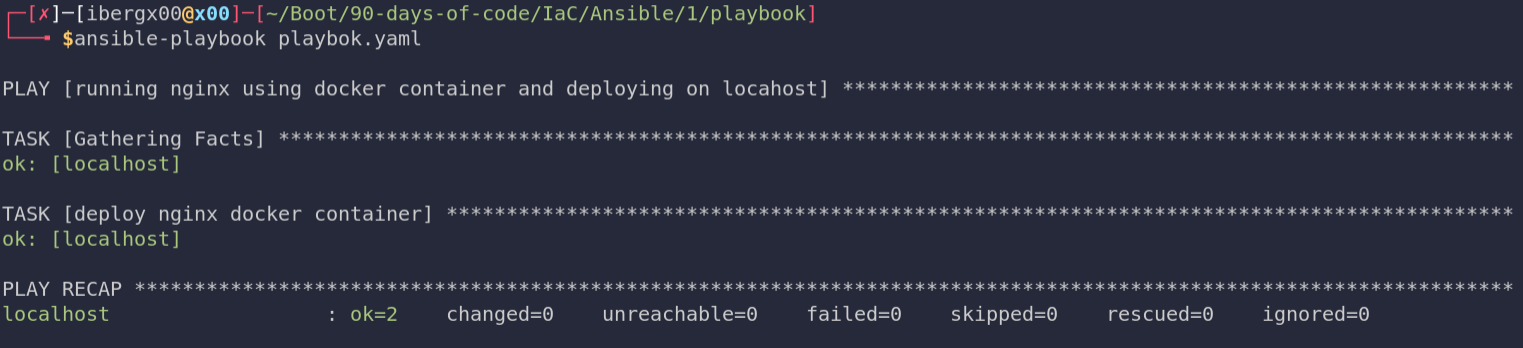 [✗]─[ibergx00@x00]─[~/Boot/90-days-of-code/IaC/Ansible/1/playbook]
$ansible-playbook playbok.yaml
PLAY [running nginx using docker container and deploying on locahost] ********************************************************
TASK [Gathering Facts] *******************************************************************************************************
ok: [localhost]
TASK [deploy nginx docker container] *****************************************************************************************
ok: [localhost]
PLAY RECAP *******************************************************************************************************************
localhost                  : ok=2    changed=0    unreachable=0    failed=0    skipped=0    rescued=0    ignored=0